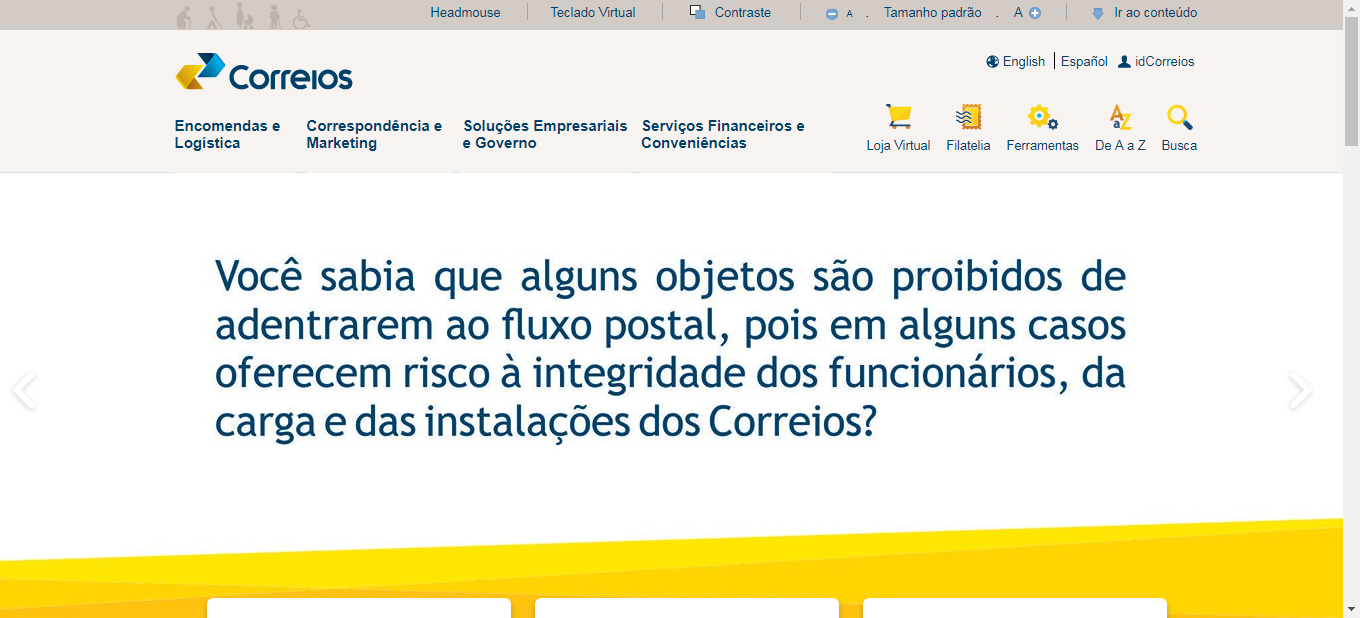 Headmouse
Teclado Virtual
Contraste
A . Tamanho padrão . A
Ir ao conteúdo
Correios
English
Español
idCorreios
Encomendas e
Logística
Correspondência e
Marketing
Soluções Empresariais
e Governo
Serviços Financeiros e
Conveniências
Loja Virtual
Filatelia
Ferramentas
De A a Z
Busca
Você sabia que alguns objetos são proibidos de
adentrarem ao fluxo postal, pois em alguns casos
oferecem risco à integridade dos funcionários, da
carga e das instalações dos Correios?